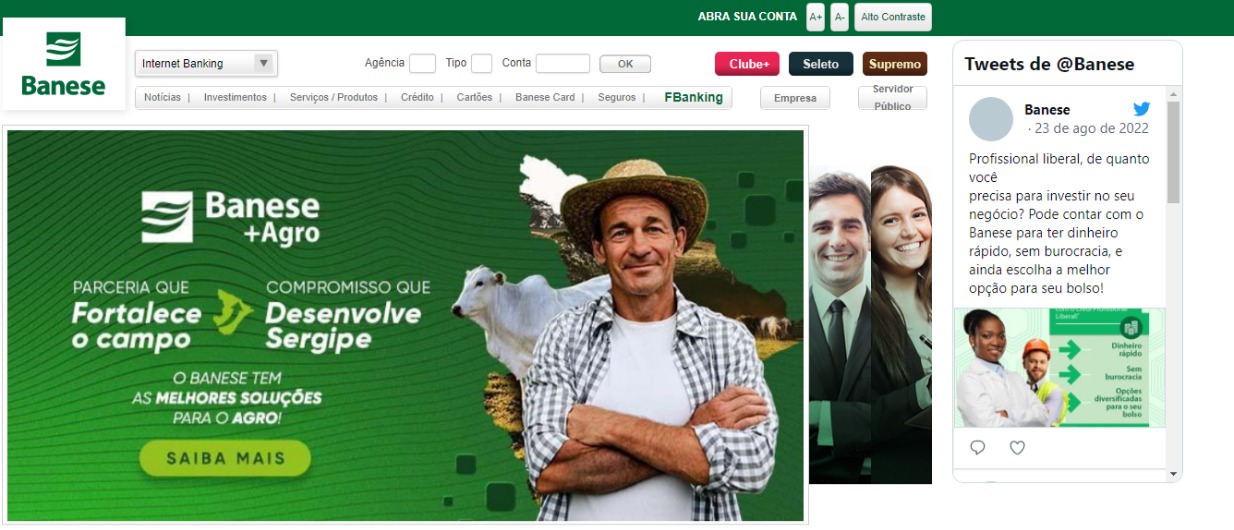 ABRA SUA CONTA A+ A- Alto Contraste
Banese
Internet Banking
Agência Tipo Conta OK
Clube+ Seleto Supremo
Notícias | Investimentos | Serviços / Produtos | Crédito | Cartões | Banese Card | Seguros | FBanking
Empresa
Servidor
Público
Banese
+Agro
PARCERIA QUE
Fortalece
o campo
COMPROMISSO QUE
Desenvolve
Sergipe
O BANESE TEM
AS MELHORES SOLUÇÕES
PARA O AGRO!
SAIBA MAIS
Tweets de @Banese
Banese
· 23 de ago de 2022
Profissional liberal, de quanto
você
precisa para investir no seu
negócio? Pode contar com o
Banese para ter dinheiro
rápido, sem burocracia, e
ainda escolha a melhor
opção para seu bolso!
Liberal!
Dinheiro
rápido
Sem
burocracia
Opções
diversificadas
para o seu
bolso